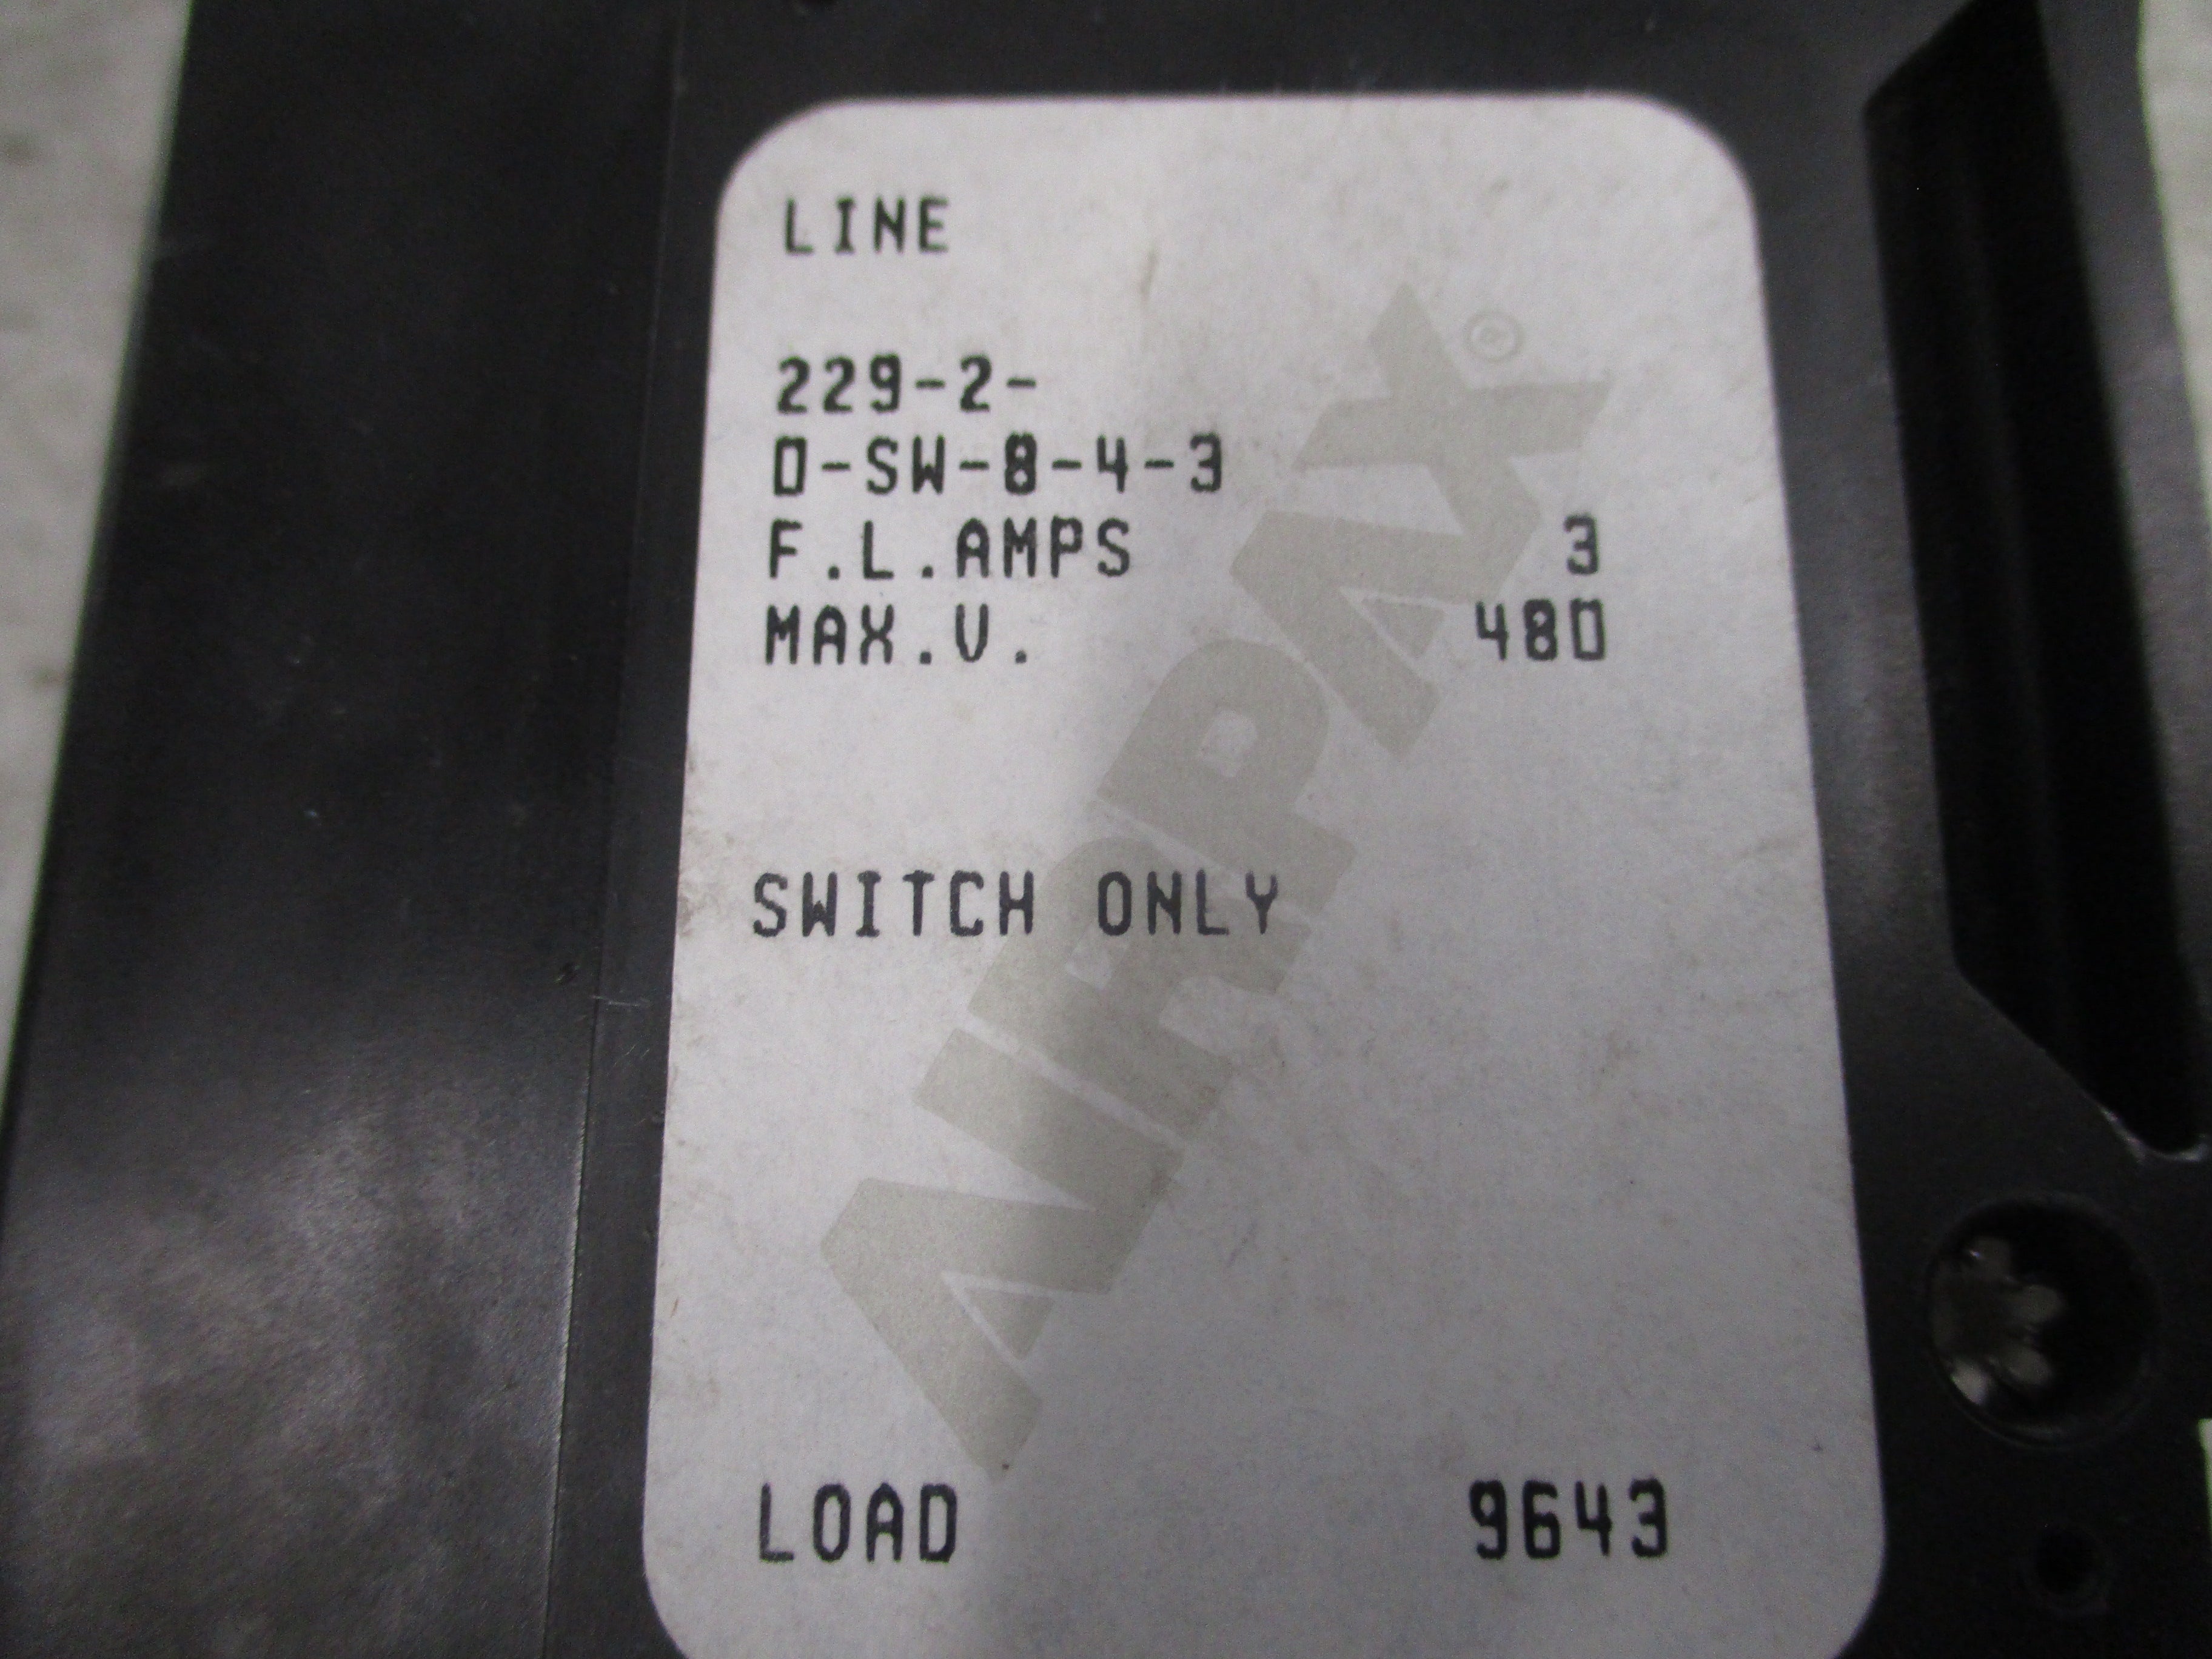 LINE
229-2-
0-SW-8-4-3
F.L.AMPS 3
MAX.V. 480
SWITCH ONLY
AIRPAX®
LOAD 9643